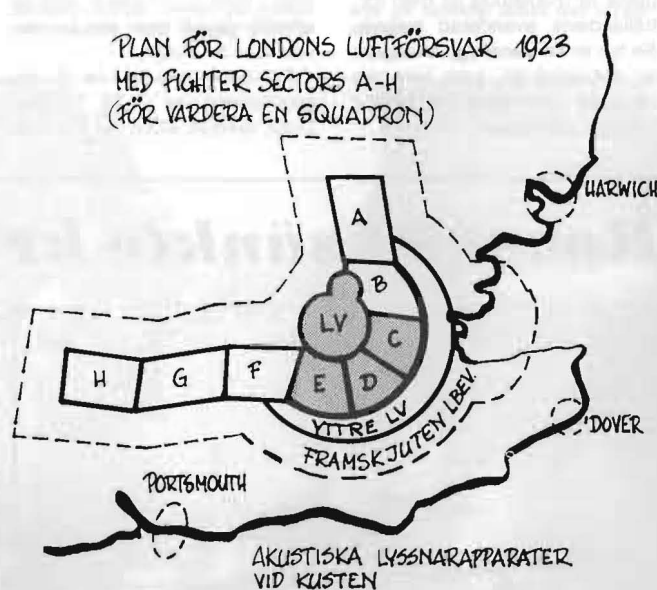 PLAN FÖR LONDONS LUFTFÖRSVAR 1923
MED FIGHTER SECTORS A-H
(FÖR VARDERA EN SQUADRON)
HARWICH
A
B
LV
C
H
G
F
E
D
YTTRE LV
FRAMSKJUTEN LBEV.
DOVER
PORTSMOUTH
AKUSTISKA LYSSNARAPPARATER
VID KUSTEN